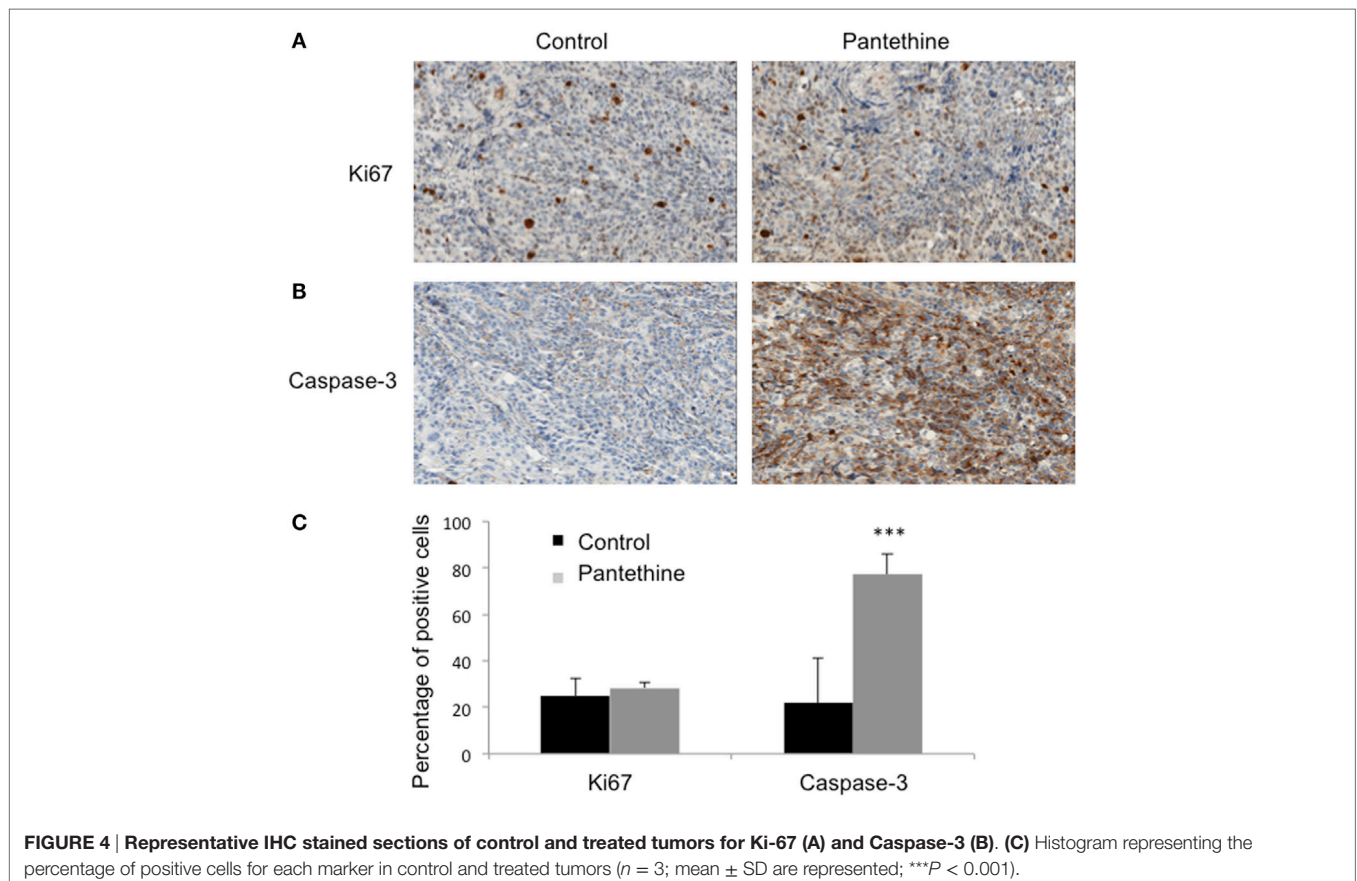 A
Control
Pantethine
Ki67
B
Caspase-3
C
Percentage of positive cells
100
80
60
40
20
0
Control
Pantethine
***
Ki67
Caspase-3
FIGURE 4 | Representative IHC stained sections of control and treated tumors for Ki-67 (A) and Caspase-3 (B). (C) Histogram representing the
percentage of positive cells for each marker in control and treated tumors (n = 3; mean ± SD are represented; ***P < 0.001).